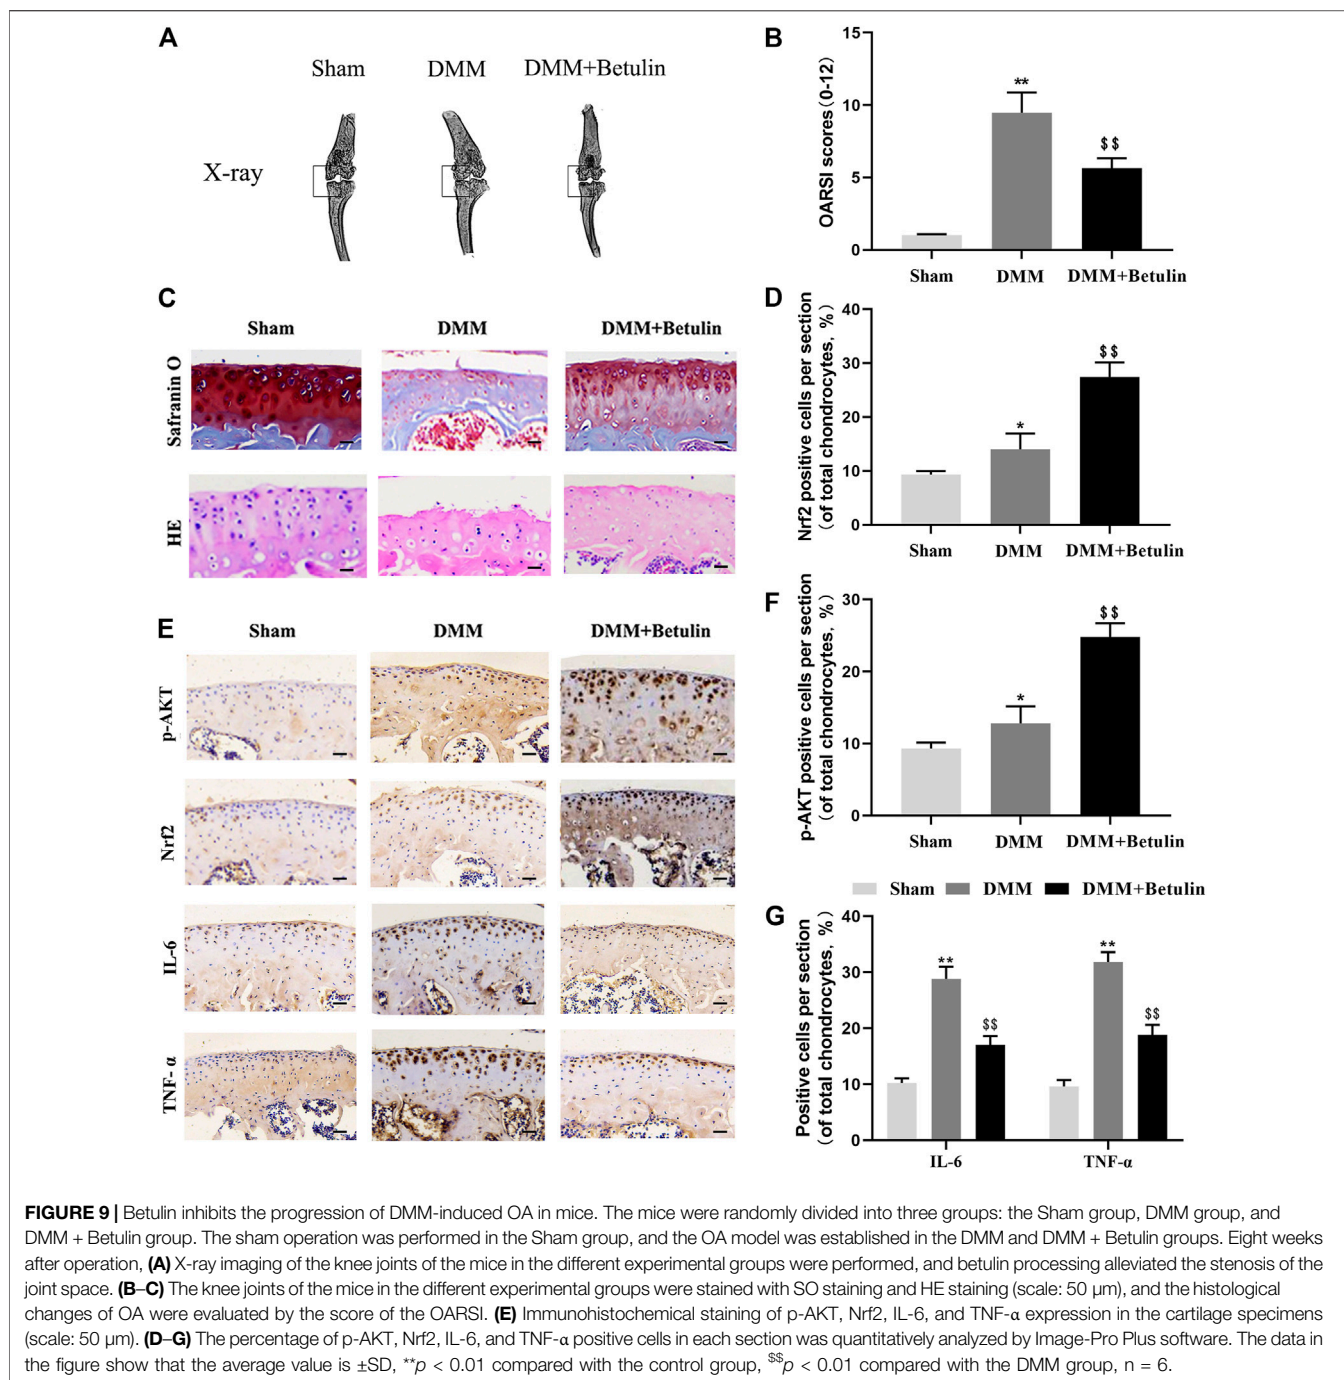 A
Sham DMM DMM+Betulin
X-ray
B
OARSI scores (0-12)
15
10
5
0
**
$$
Sham DMM DMM+Betulin
C
Sham DMM DMM+Betulin
Safranin O
HE
D
Nrf2 positive cells per section
(of total chondrocytes, %)
40
30
20
10
0
*
$$
Sham DMM DMM+Betulin
E
Sham DMM DMM+Betulin
p-AKT
Nrf2
IL-6
TNF- α
F
p-AKT positive cells per section
(of total chondrocytes, %)
30
20
10
0
*
$$
Sham DMM DMM+Betulin
Sham DMM DMM+Betulin
G
Positive cells per section
(of total chondrocytes, %)
40
30
20
10
0
**
$$
**
$$
IL-6 TNF-α
FIGURE 9 | Betulin inhibits the progression of DMM-induced OA in mice. The mice were randomly divided into three groups: the Sham group, DMM group, and
DMM + Betulin group. The sham operation was performed in the Sham group, and the OA model was established in the DMM and DMM + Betulin groups. Eight weeks
after operation, (A) X-ray imaging of the knee joints of the mice in the different experimental groups were performed, and betulin processing alleviated the stenosis of the
joint space. (B–C) The knee joints of the mice in the different experimental groups were stained with SO staining and HE staining (scale: 50 μm), and the histological
changes of OA were evaluated by the score of the OARSI. (E) Immunohistochemical staining of p-AKT, Nrf2, IL-6, and TNF-α expression in the cartilage specimens
(scale: 50 μm). (D–G) The percentage of p-AKT, Nrf2, IL-6, and TNF-α positive cells in each section was quantitatively analyzed by Image-Pro Plus software. The data in
the figure show that the average value is ±SD, **p < 0.01 compared with the control group, $$p < 0.01 compared with the DMM group, n = 6.